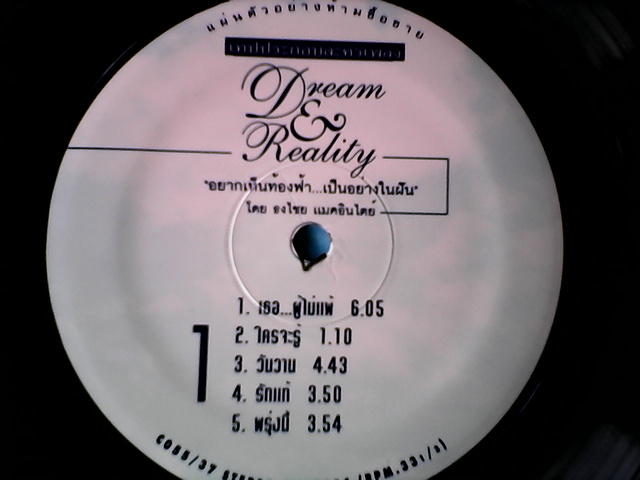 แผ่นตัวอย่างห้ามซื้อขาย
Dream
&
Reality
"อยากเห็นท้องฟ้า...เป็นอย่างในฝัน"
โดย ธงไชย แมคอินไตย์
1. เธอ...ผู้ไม่แพ้ 6.05
2. ใครจะรู้ 1.10
3. วันวาน 4.43
4. รักแท้ 3.50
5. พรุ่งนี้ 3.54
1